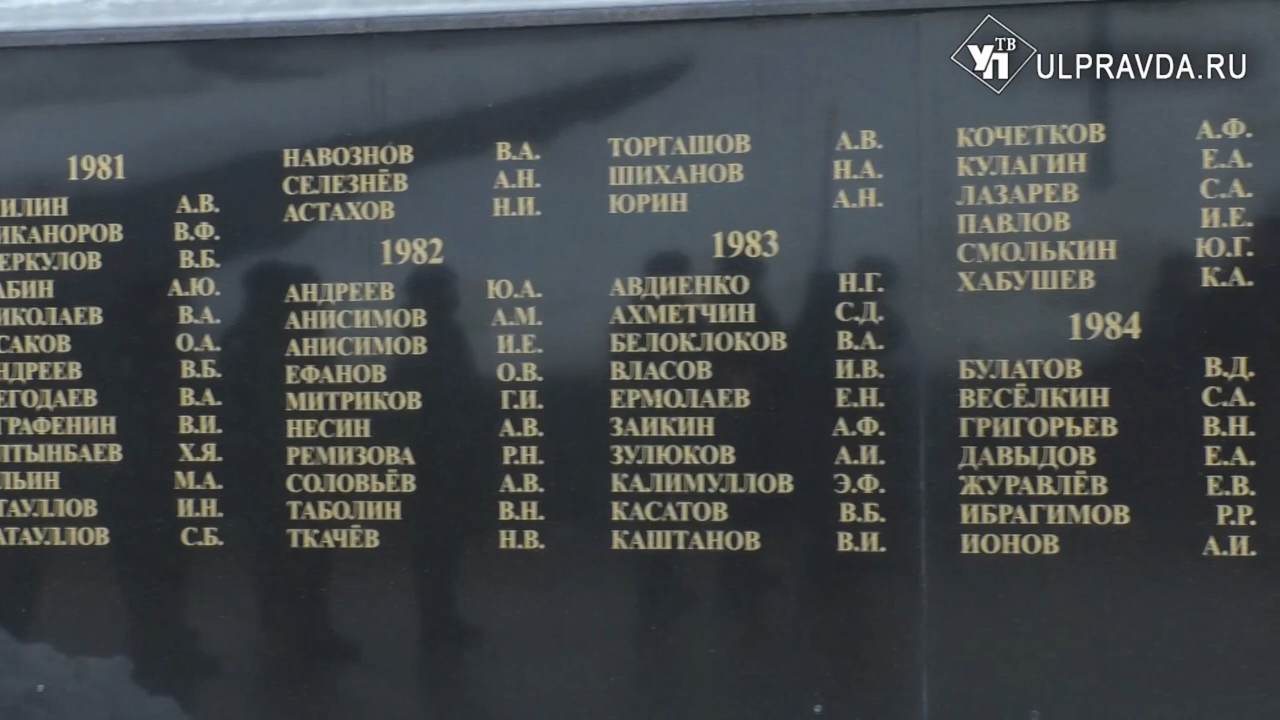 ТВ
УП
ULPRAVDA.RU
1981
А.В.
В.Ф.
В.Б.
А.Ю.
В.А.
О.А.
В.Б.
В.А.
В.И.
Х.Я.
М.А.
И.Н.
С.Б.
НАВОЗНОВ В.А.
СЕЛЕЗНЁВ А.Н.
АСТАХОВ Н.И.
1982
АНДРЕЕВ Ю.А.
АНИСИМОВ А.М.
АНИСИМОВ И.Е.
ЕФАНОВ О.В.
МИТРИКОВ Г.И.
НЕСИН А.В.
РЕМИЗОВА Р.Н.
СОЛОВЬЁВ А.В.
ТАБОЛИН В.Н.
ТКАЧЁВ Н.В.
ТОРГАШОВ А.В.
ШИХАНОВ Н.А.
ЮРИН А.Н.
1983
АВДИЕНКО Н.Г.
АХМЕТЧИН С.Д.
БЕЛОКЛОКОВ В.А.
ВЛАСОВ И.В.
ЕРМОЛАЕВ Е.Н.
ЗАИКИН А.Ф.
ЗУЛЮКОВ А.И.
КАЛИМУЛЛОВ Э.Ф.
КАСАТОВ В.Б.
КАШТАНОВ В.И.
КОЧЕТКОВ А.Ф.
КУЛАГИН Е.А.
ЛАЗАРЕВ С.А.
ПАВЛОВ И.Е.
СМОЛЬКИН Ю.Г.
ХАБУШЕВ К.А.
1984
БУЛАТОВ В.Д.
ВЕСЁЛКИН С.А.
ГРИГОРЬЕВ В.Н.
ДАВЫДОВ Е.А.
ЖУРАВЛЁВ Е.В.
ИБРАГИМОВ Р.Р.
ИОНОВ А.И.